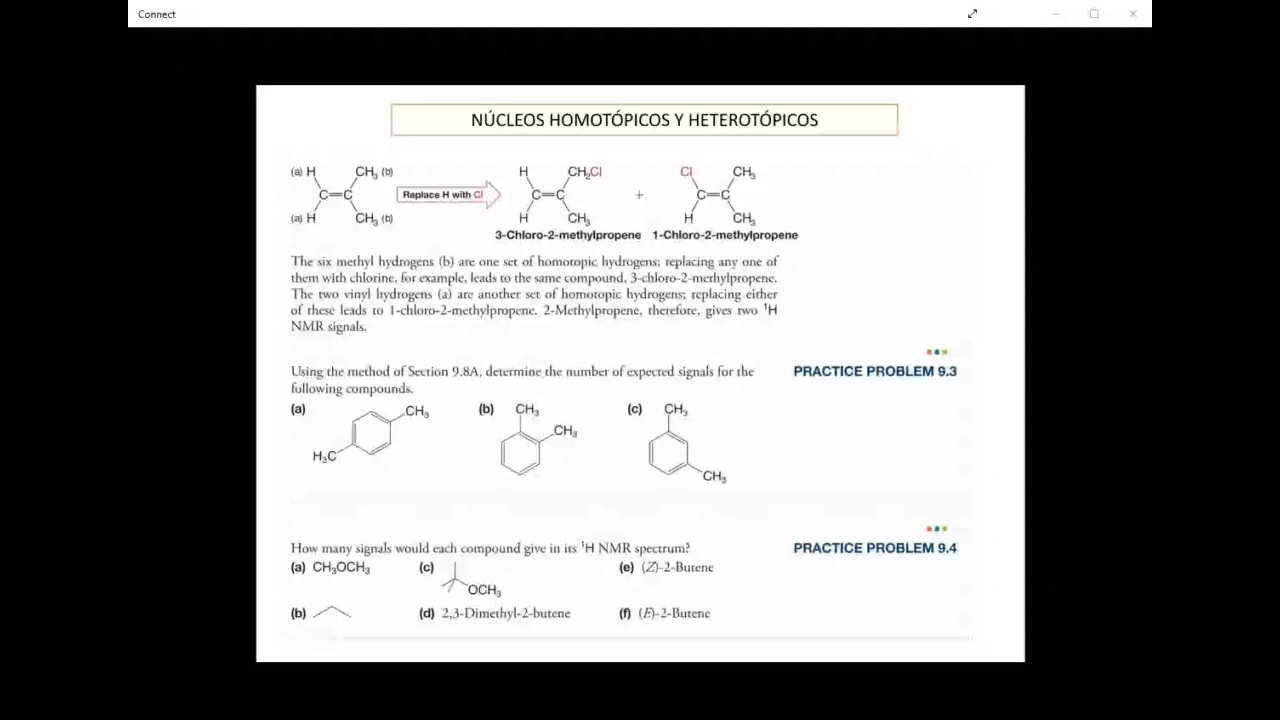 Connect
NÚCLEOS HOMOTÓPICOS Y HETEROTÓPICOS
(a) H CH₃ (b) H CH₂Cl Cl CH₃
C=C Replace H with Cl C=C + C=C
(a) H CH₃ (b) H CH₃ H CH₃
3-Chloro-2-methylpropene 1-Chloro-2-methylpropene
The six methyl hydrogens (b) are one set of homotopic hydrogens; replacing any one of
them with chlorine, for example, leads to the same compound, 3-chloro-2-methylpropene.
The two vinyl hydrogens (a) are another set of homotopic hydrogens; replacing either
of these leads to 1-chloro-2-methylpropene. 2-Methylpropene, therefore, gives two ¹H
NMR signals.
Using the method of Section 9.8A, determine the number of expected signals for the
following compounds.
PRACTICE PROBLEM 9.3
(a) CH₃ (b) CH₃ (c) CH₃
CH₃
H₃C
CH₃
How many signals would each compound give in its ¹H NMR spectrum?
PRACTICE PROBLEM 9.4
(a) CH₃OCH₃ (c) OCH₃ (e) (Z)-2-Butene
(b) (d) 2,3-Dimethyl-2-butene (f) (E)-2-Butene